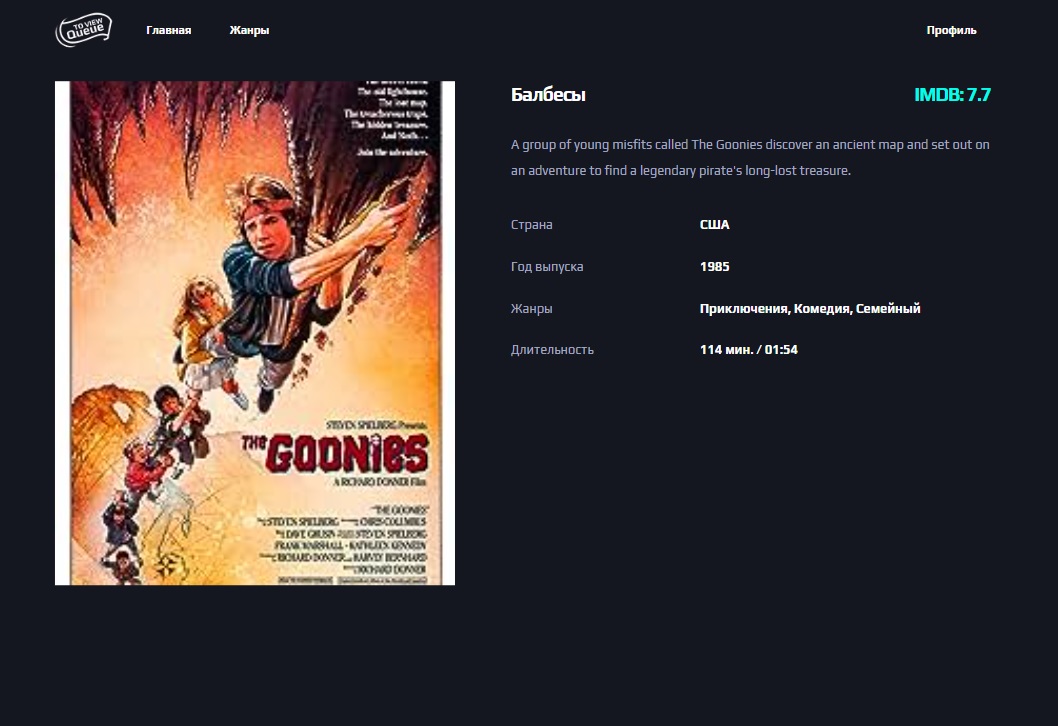 TO VIEW
Queue
Главная
Жанры
Профиль
The old lighthouse.
The lost map.
The treacherous traps.
The hidden treasure.
And Sloth...
Join the adventure.
STEVEN SPIELBERG Presents
THE GOONIES
A RICHARD DONNER Film
"THE GOONIES"
STEVEN SPIELBERG CHRIS COLUMBUS
DAVE GRUSIN STEVEN SPIELBERG
FRANK MARSHALL - KATHLEEN KENNEDY
RICHARD DONNER HARVEY BERNHARD
RICHARD DONNER
Балбесы
IMDB: 7.7
A group of young misfits called The Goonies discover an ancient map and set out on
an adventure to find a legendary pirate's long-lost treasure.
Страна
США
Год выпуска
1985
Жанры
Приключения, Комедия, Семейный
Длительность
114 мин. / 01:54